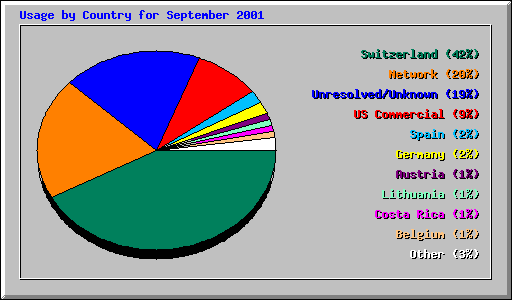 Usage by Country for September 2001
Switzerland (42%)
Network (20%)
Unresolved/Unknown (19%)
US Commercial (9%)
Spain (2%)
Germany (2%)
Austria (1%)
Lithuania (1%)
Costa Rica (1%)
Belgium (1%)
Other (3%)